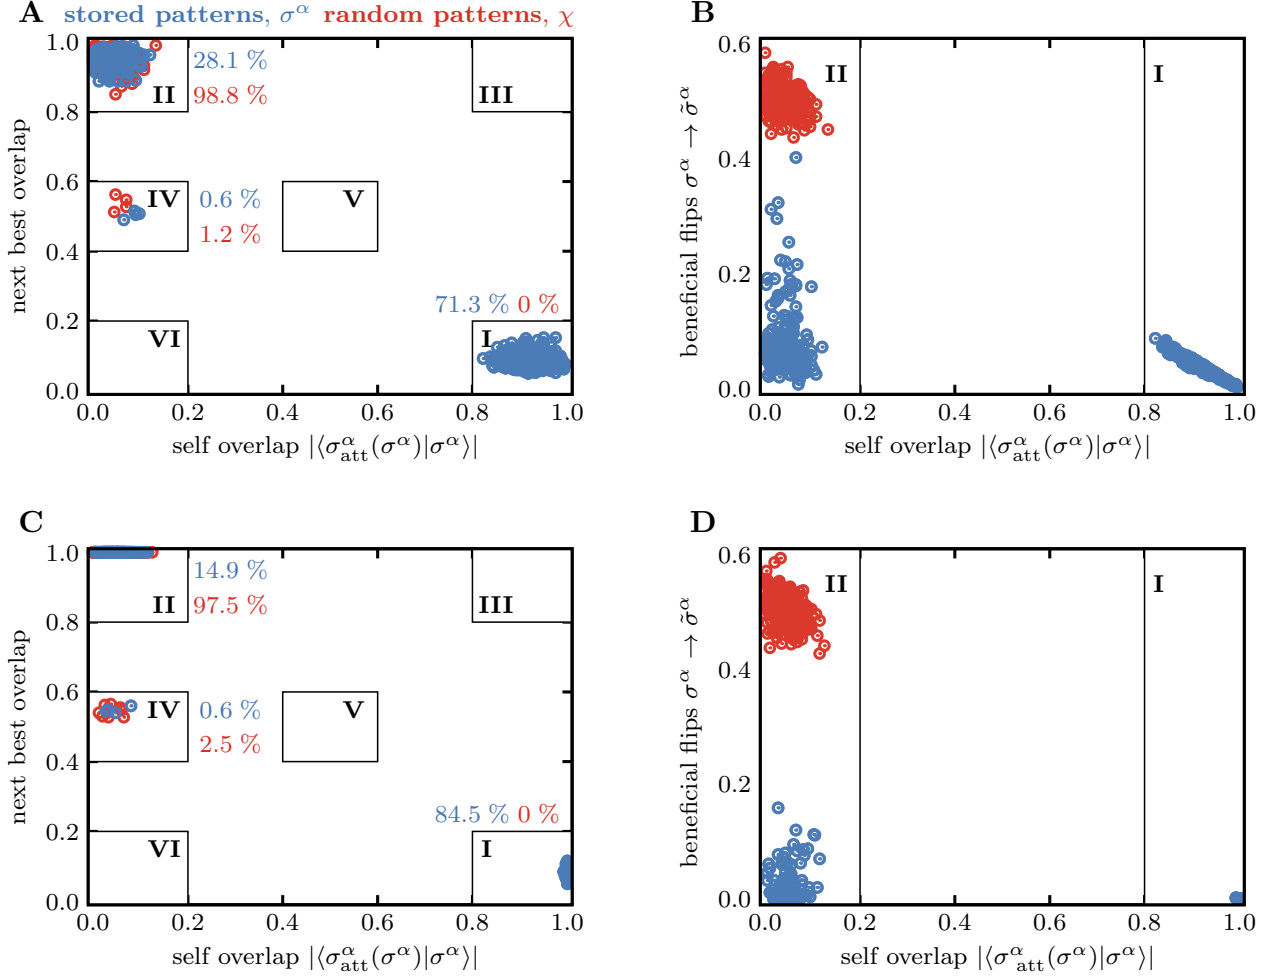 A stored patterns, σ^α random patterns, χ
1.0
0.8
0.6
0.4
0.2
0.0
next best overlap
28.1 %
98.8 %
II
III
IV
0.6 %
1.2 %
V
71.3 % 0 %
VI
I
0.0 0.2 0.4 0.6 0.8 1.0
self overlap |⟨σ^α_att(σ^α)|σ^α⟩|
B
0.6
0.4
0.2
0.0
beneficial flips σ^α → σ̃^α
II
I
0.0 0.2 0.4 0.6 0.8 1.0
self overlap |⟨σ^α_att(σ^α)|σ^α⟩|
C
1.0
0.8
0.6
0.4
0.2
0.0
next best overlap
14.9 %
97.5 %
II
III
IV
0.6 %
2.5 %
V
84.5 % 0 %
VI
I
0.0 0.2 0.4 0.6 0.8 1.0
self overlap |⟨σ^α_att(σ^α)|σ^α⟩|
D
0.6
0.4
0.2
0.0
beneficial flips σ^α → σ̃^α
II
I
0.0 0.2 0.4 0.6 0.8 1.0
self overlap |⟨σ^α_att(σ^α)|σ^α⟩|